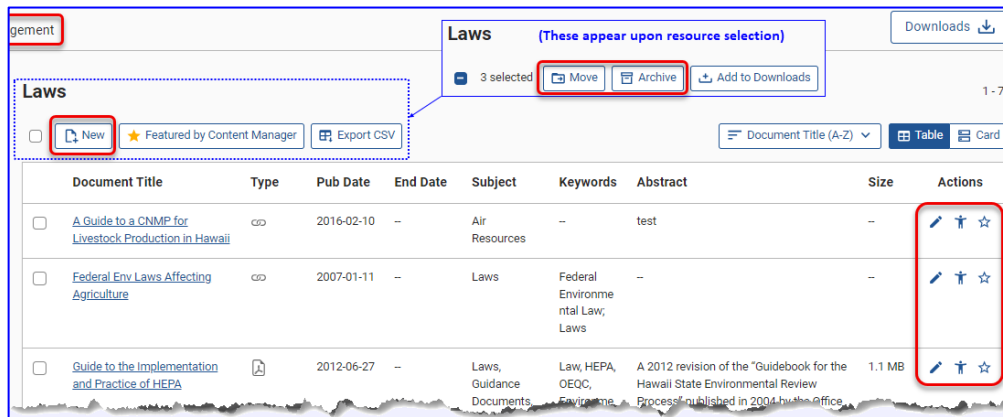 gement
Laws (These appear upon resource selection)
Downloads
3 selected Move Archive Add to Downloads
Laws
1 - 7
New Featured by Content Manager Export CSV
Document Title (A-Z) Table Card
Document Title Type Pub Date End Date Subject Keywords Abstract Size Actions
A Guide to a CNMP for 2016-02-10 -- Air -- test --
Livestock Production in Hawaii Resources
Federal Env Laws Affecting 2007-01-11 -- Laws Federal -- --
Agriculture Environme
ntal Law;
Laws
Guide to the Implementation 2012-06-27 -- Laws, Law, HEPA, A 2012 revision of the “Guidebook for the 1.1 MB
and Practice of HEPA Guidance OEQC, Hawaii State Environmental Review
Documents, Environme Process” published in 2004 by the Office